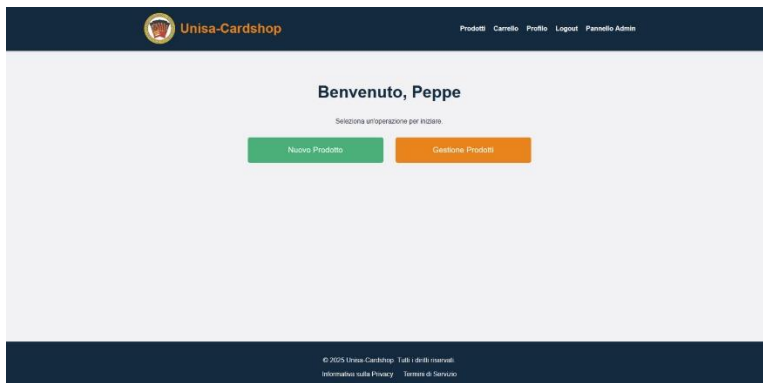 Unisa-Cardshop
Prodotti Carrello Profilo Logout Pannello Admin
Benvenuto, Peppe
Seleziona un'operazione per iniziare.
Nuovo Prodotto Gestione Prodotti
© 2025 Unisa-Cardshop. Tutti i diritti riservati.
Informativa sulla Privacy Termini di Servizio